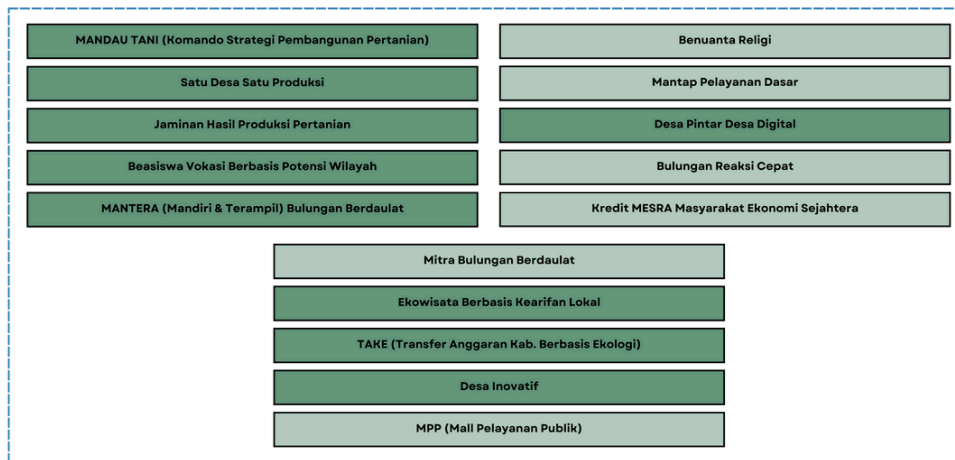 MANDAU TANI (Komando Strategi Pembangunan Pertanian)
Satu Desa Satu Produksi
Jaminan Hasil Produksi Pertanian
Beasiswa Vokasi Berbasis Potensi Wilayah
MANTERA (Mandiri & Terampil) Bulungan Berdaulat
Benuanta Religi
Mantap Pelayanan Dasar
Desa Pintar Desa Digital
Bulungan Reaksi Cepat
Kredit MESRA Masyarakat Ekonomi Sejahtera
Mitra Bulungan Berdaulat
Ekowisata Berbasis Kearifan Lokal
TAKE (Transfer Anggaran Kab. Berbasis Ekologi)
Desa Inovatif
MPP (Mall Pelayanan Publik)